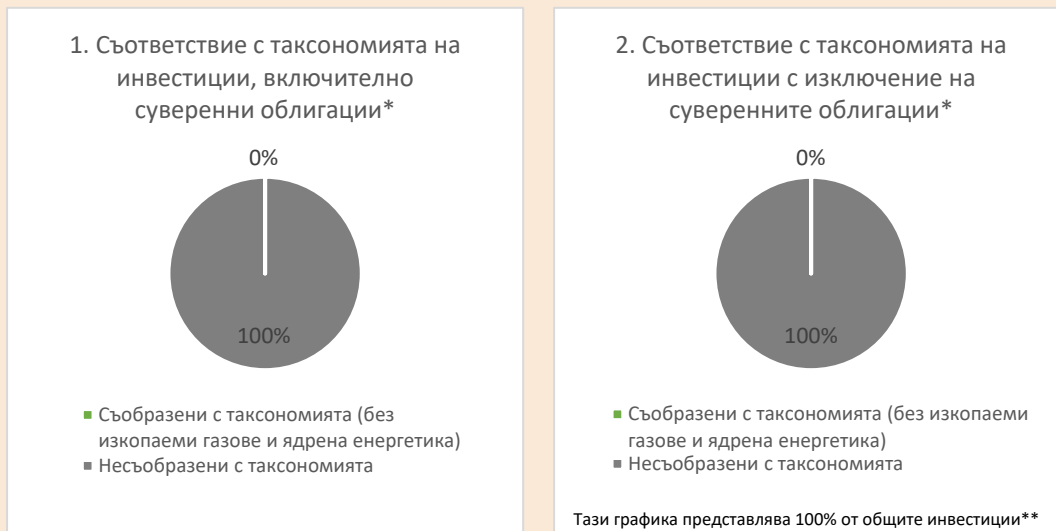 1. Съответствие с таксономията на
инвестиции, включително
суверенни облигации*
0%
100%
Съобразени с таксономията (без
изкопаеми газове и ядрена енергетика)
Несъобразени с таксономията
2. Съответствие с таксономията на
инвестиции с изключение на
суверенните облигации*
0%
100%
Съобразени с таксономията (без изкопаеми
газове и ядрена енергетика)
Несъобразени с таксономията
Тази графика представлява 100% от общите инвестиции**